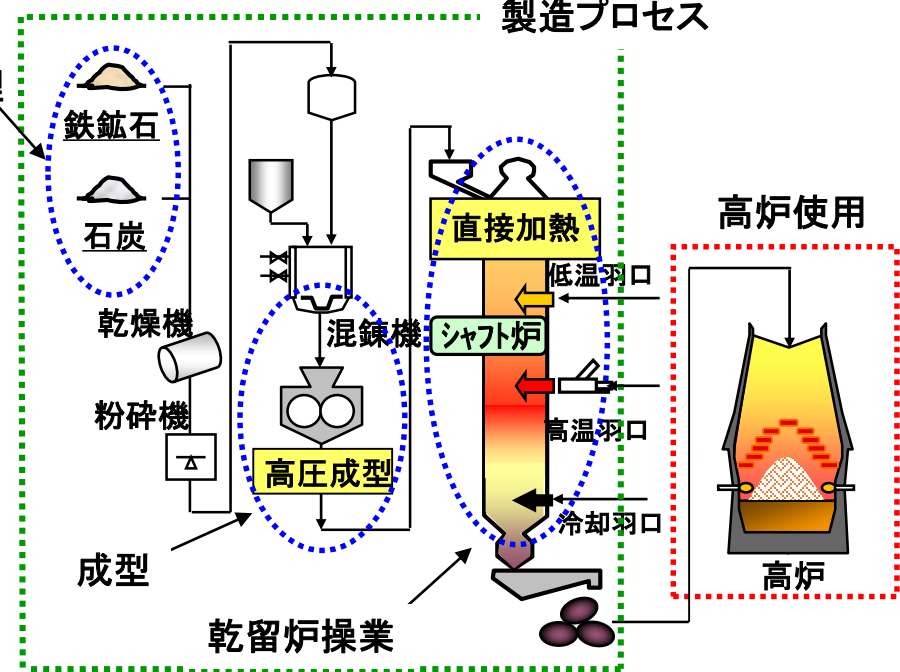 製造プロセス
鉄鉱石
石炭
乾燥機
粉砕機
混錬機
高圧成型
成型
直接加熱
低温羽口
シャフト炉
高温羽口
冷却羽口
乾留炉操業
高炉使用
高炉